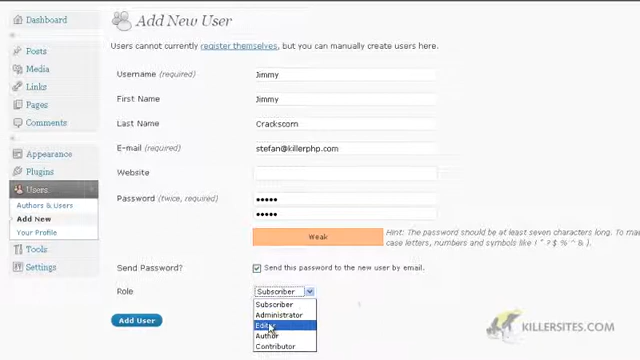 Dashboard
Add New User
Users cannot currently register themselves, but you can manually create users here.
Posts
Media
Links
Pages
Comments
Appearance
Plugins
Users
Authors & Users
Add New
Your Profile
Tools
Settings
Username (required) Jimmy
First Name Jimmy
Last Name Crackscorn
E-mail (required) stefan@killerphp.com
Website
Password (twice, required) •••••
•••••
Weak
Hint: The password should be at least seven characters long. To
case letters, numbers and symbols like ! " ? $ % ^ & ).
Send Password? Send this password to the new user by email.
Role Subscriber
Subscriber
Administrator
Editor
Author
Contributor
Add User
KILLERSITES.COM